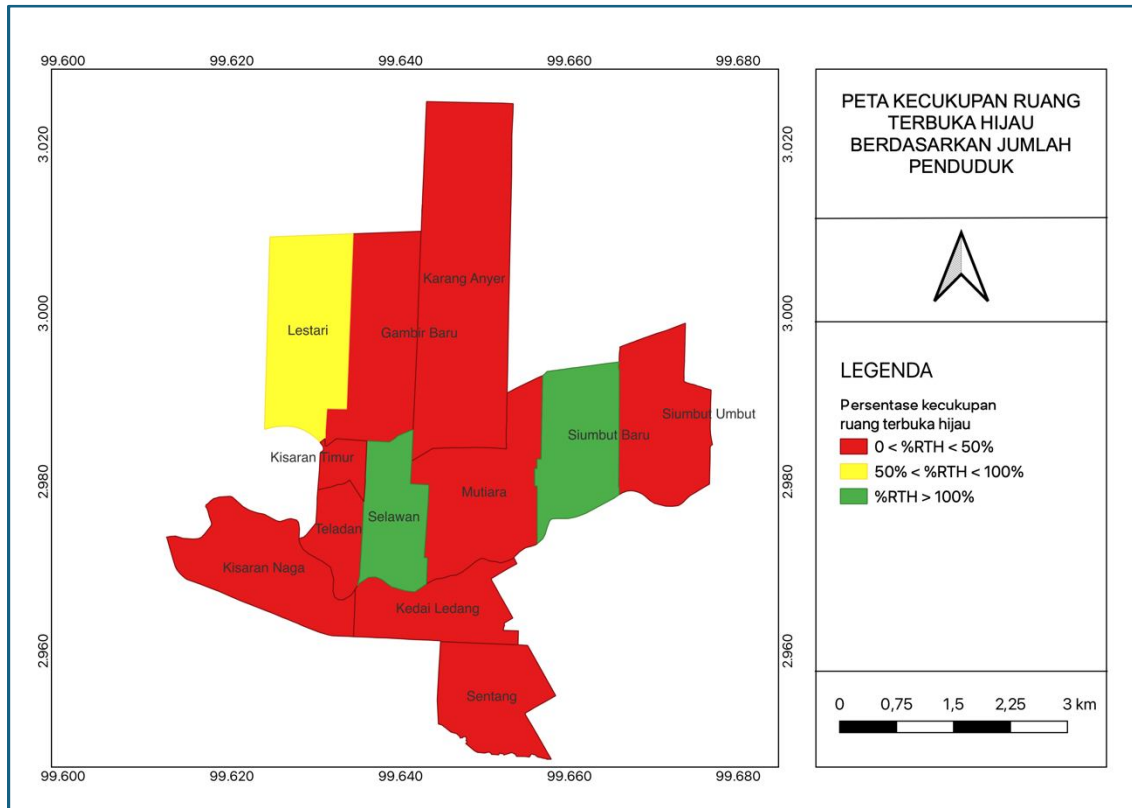 99.600 99.620 99.640 99.660 99.680
3.020
3.000
2.980
2.960
Karang Anyer
Lestari
Gambir Baru
Siumbut Umbut
Siumbut Baru
Kisaran Timur
Mutiara
Selawan
Teladan
Kisaran Naga
Kedai Ledang
Sentang
3.020
3.000
2.980
2.960
99.600 99.620 99.640 99.660 99.680
PETA KECUKUPAN RUANG
TERBUKA HIJAU
BERDASARKAN JUMLAH
PENDUDUK
LEGENDA
Persentase kecukupan
ruang terbuka hijau
0 < %RTH < 50%
50% < %RTH < 100%
%RTH > 100%
0 0,75 1,5 2,25 3 km